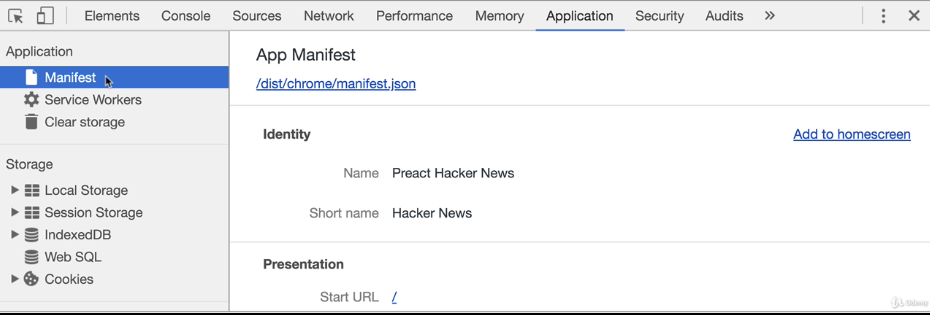 Elements Console Sources Network Performance Memory Application Security Audits »
Application
Manifest
Service Workers
Clear storage
Storage
Local Storage
Session Storage
IndexedDB
Web SQL
Cookies
App Manifest
/dist/chrome/manifest.json
Identity Add to homescreen
Name Preact Hacker News
Short name Hacker News
Presentation
Start URL /
Udemy